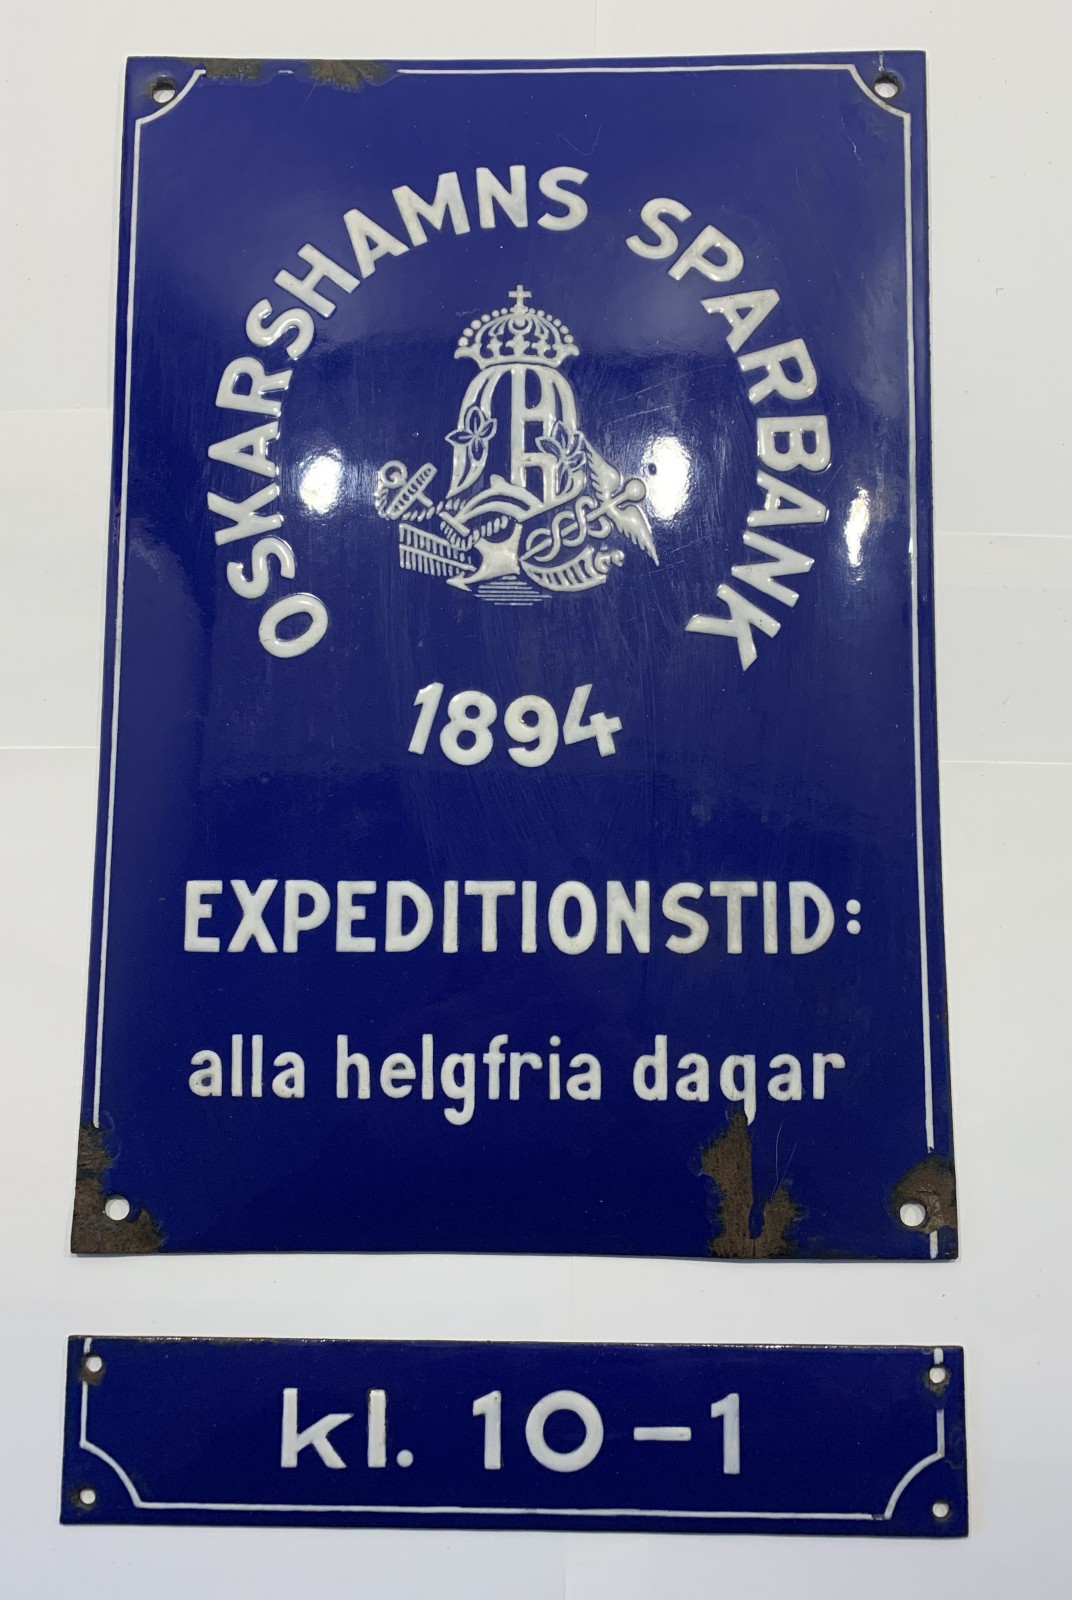 OSKARSHAMNS SPARBANK
1894
EXPEDITIONSTID:
alla helgfria dagar
kl. 10-1